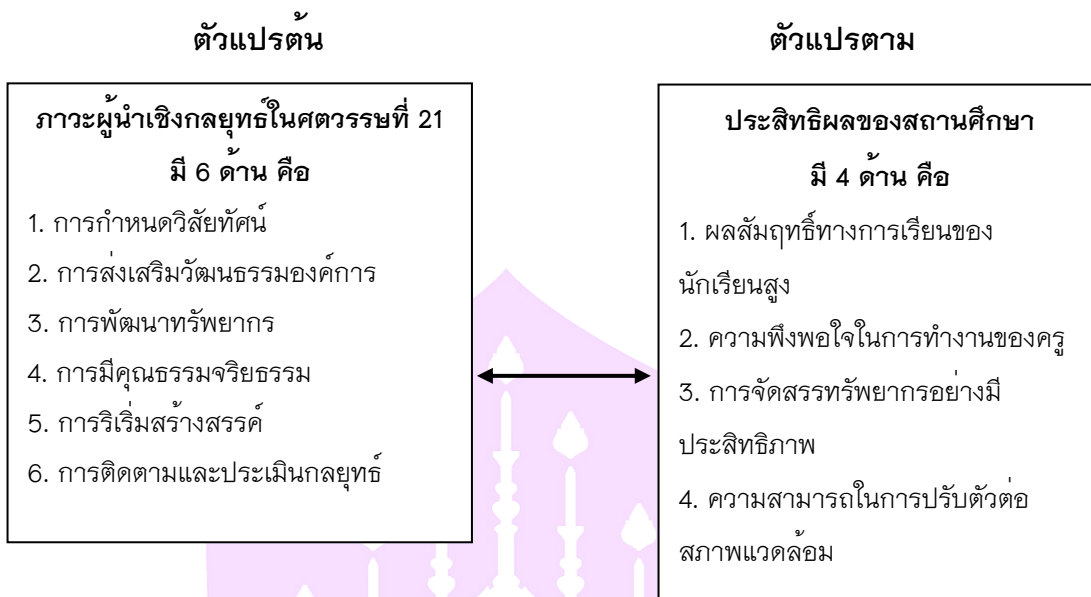 ตัวแปรต้น
ภาวะผู้นำเชิงกลยุทธ์ในศตวรรษที่ 21
มี 6 ด้าน คือ
1. การกำหนดวิสัยทัศน์
2. การส่งเสริมวัฒนธรรมองค์การ
3. การพัฒนาทรัพยากร
4. การมีคุณธรรมจริยธรรม
5. การริเริ่มสร้างสรรค์
6. การติดตามและประเมินกลยุทธ์
ตัวแปรตาม
ประสิทธิผลของสถานศึกษา
มี 4 ด้าน คือ
1. ผลสัมฤทธิ์ทางการเรียนของ
นักเรียนสูง
2. ความพึงพอใจในการทำงานของครู
3. การจัดสรรทรัพยากรอย่างมี
ประสิทธิภาพ
4. ความสามารถในการปรับตัวต่อ
สภาพแวดล้อม